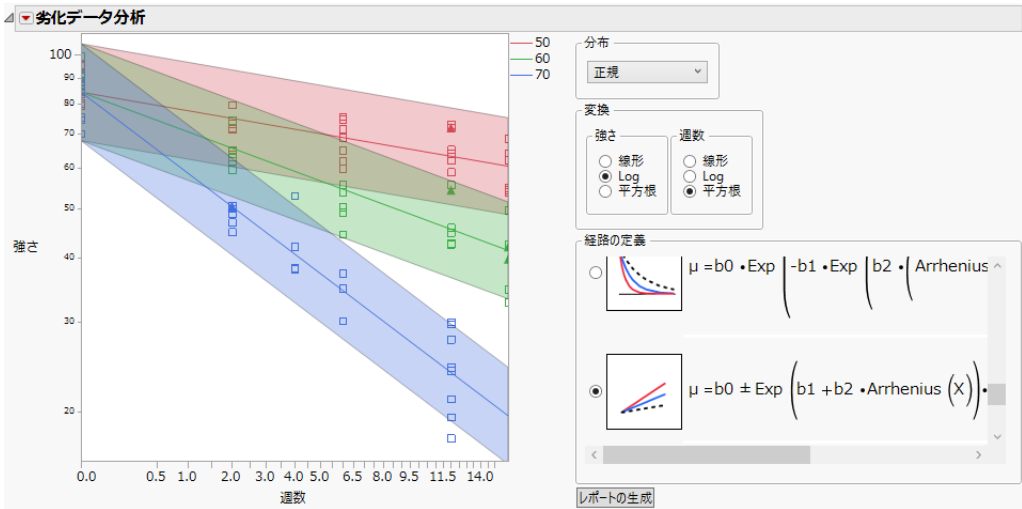 劣化データ分析
100
90
80
70
60
50
40
30
20
強さ
0.0 0.5 1.0 2.0 3.0 4.0 5.0 6.5 8.0 9.5 11.5 14.0
週数
50
60
70
分布
正規
変換
強さ
線形
Log
平方根
週数
線形
Log
平方根
経路の定義
μ =b0 •Exp (-b1 •Exp (b2 •( Arrhenius
μ =b0 ± Exp (b1 +b2 •Arrhenius (X))•
レポートの生成